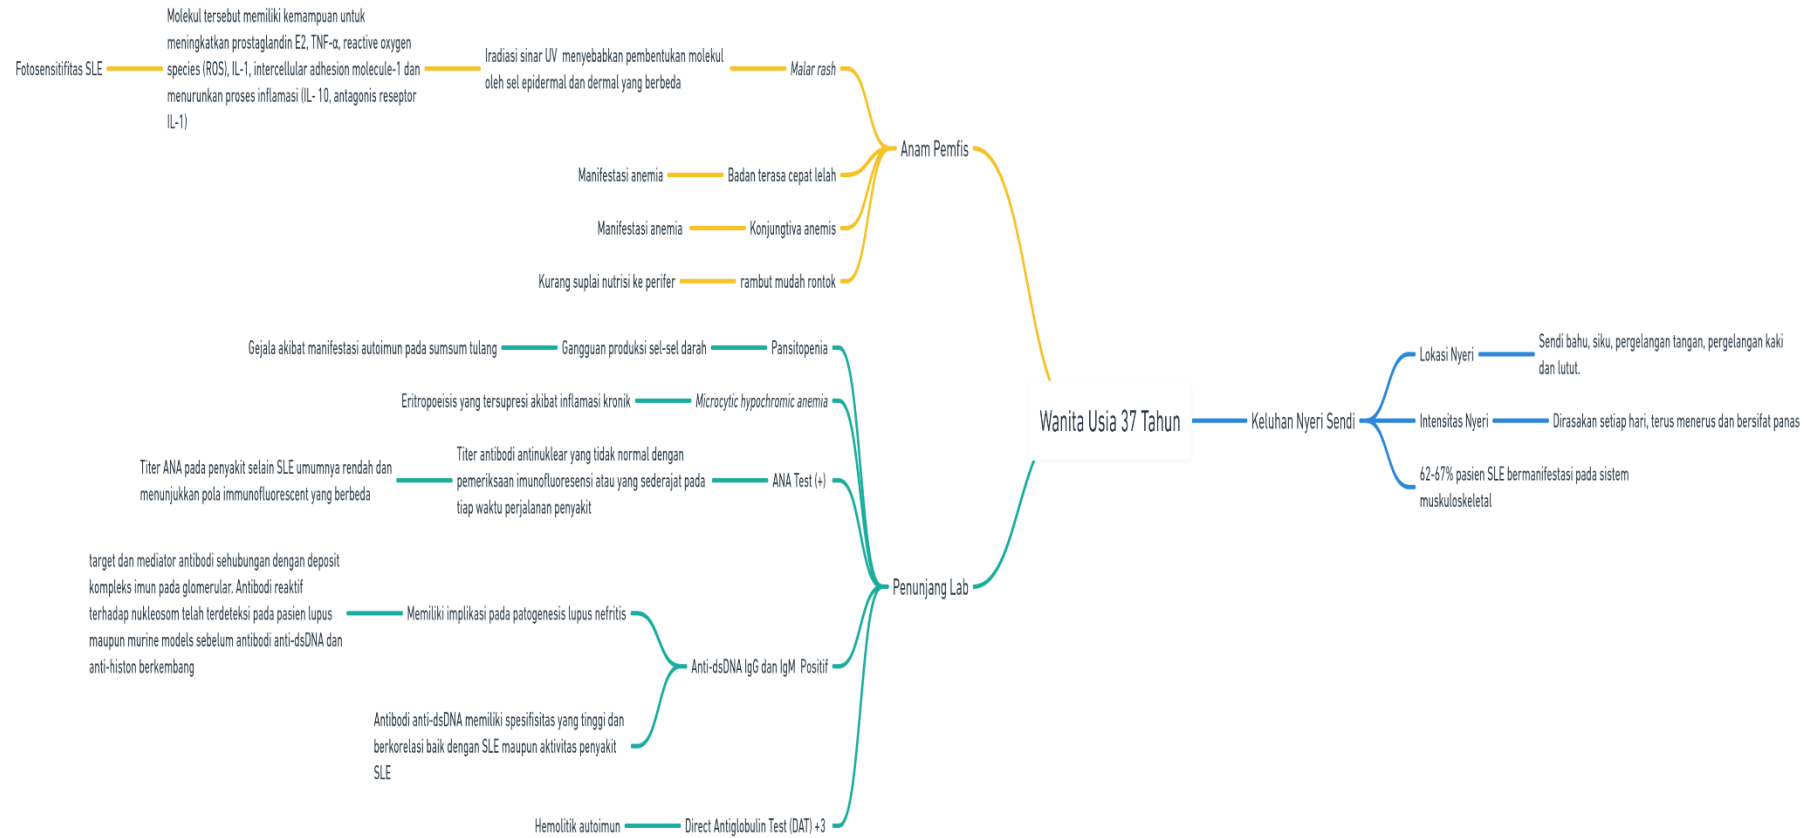 Wanita Usia 37 Tahun
Keluhan Nyeri Sendi
Lokasi Nyeri
Sendi bahu, siku, pergelangan tangan, pergelangan kaki
dan lutut.
Intensitas Nyeri
Dirasakan setiap hari, terus menerus dan bersifat panas
62-67% pasien SLE bermanifestasi pada sistem
muskuloskeletal
Anam Pemfis
Malar rash
Iradiasi sinar UV menyebabkan pembentukan molekul
oleh sel epidermal dan dermal yang berbeda
Molekul tersebut memiliki kemampuan untuk
meningkatkan prostaglandin E2, TNF-α, reactive oxygen
species (ROS), IL-1, intercellular adhesion molecule-1 dan
menurunkan proses inflamasi (IL- 10, antagonis reseptor
IL-1)
Fotosensitifitas SLE
Badan terasa cepat lelah
Manifestasi anemia
Konjungtiva anemis
Manifestasi anemia
rambut mudah rontok
Kurang suplai nutrisi ke perifer
Penunjang Lab
Pansitopenia
Gangguan produksi sel-sel darah
Gejala akibat manifestasi autoimun pada sumsum tulang
Microcytic hypochromic anemia
Eritropoeisis yang tersupresi akibat inflamasi kronik
ANA Test (+)
Titer antibodi antinuklear yang tidak normal dengan
pemeriksaan imunofluoresensi atau yang sederajat pada
tiap waktu perjalanan penyakit
Titer ANA pada penyakit selain SLE umumnya rendah dan
menunjukkan pola immunofluorescent yang berbeda
Anti-dsDNA IgG dan IgM Positif
Memiliki implikasi pada patogenesis lupus nefritis
target dan mediator antibodi sehubungan dengan deposit
kompleks imun pada glomerular. Antibodi reaktif
terhadap nukleosom telah terdeteksi pada pasien lupus
maupun murine models sebelum antibodi anti-dsDNA dan
anti-histon berkembang
Antibodi anti-dsDNA memiliki spesifisitas yang tinggi dan
berkorelasi baik dengan SLE maupun aktivitas penyakit
SLE
Direct Antiglobulin Test (DAT) +3
Hemolitik autoimun